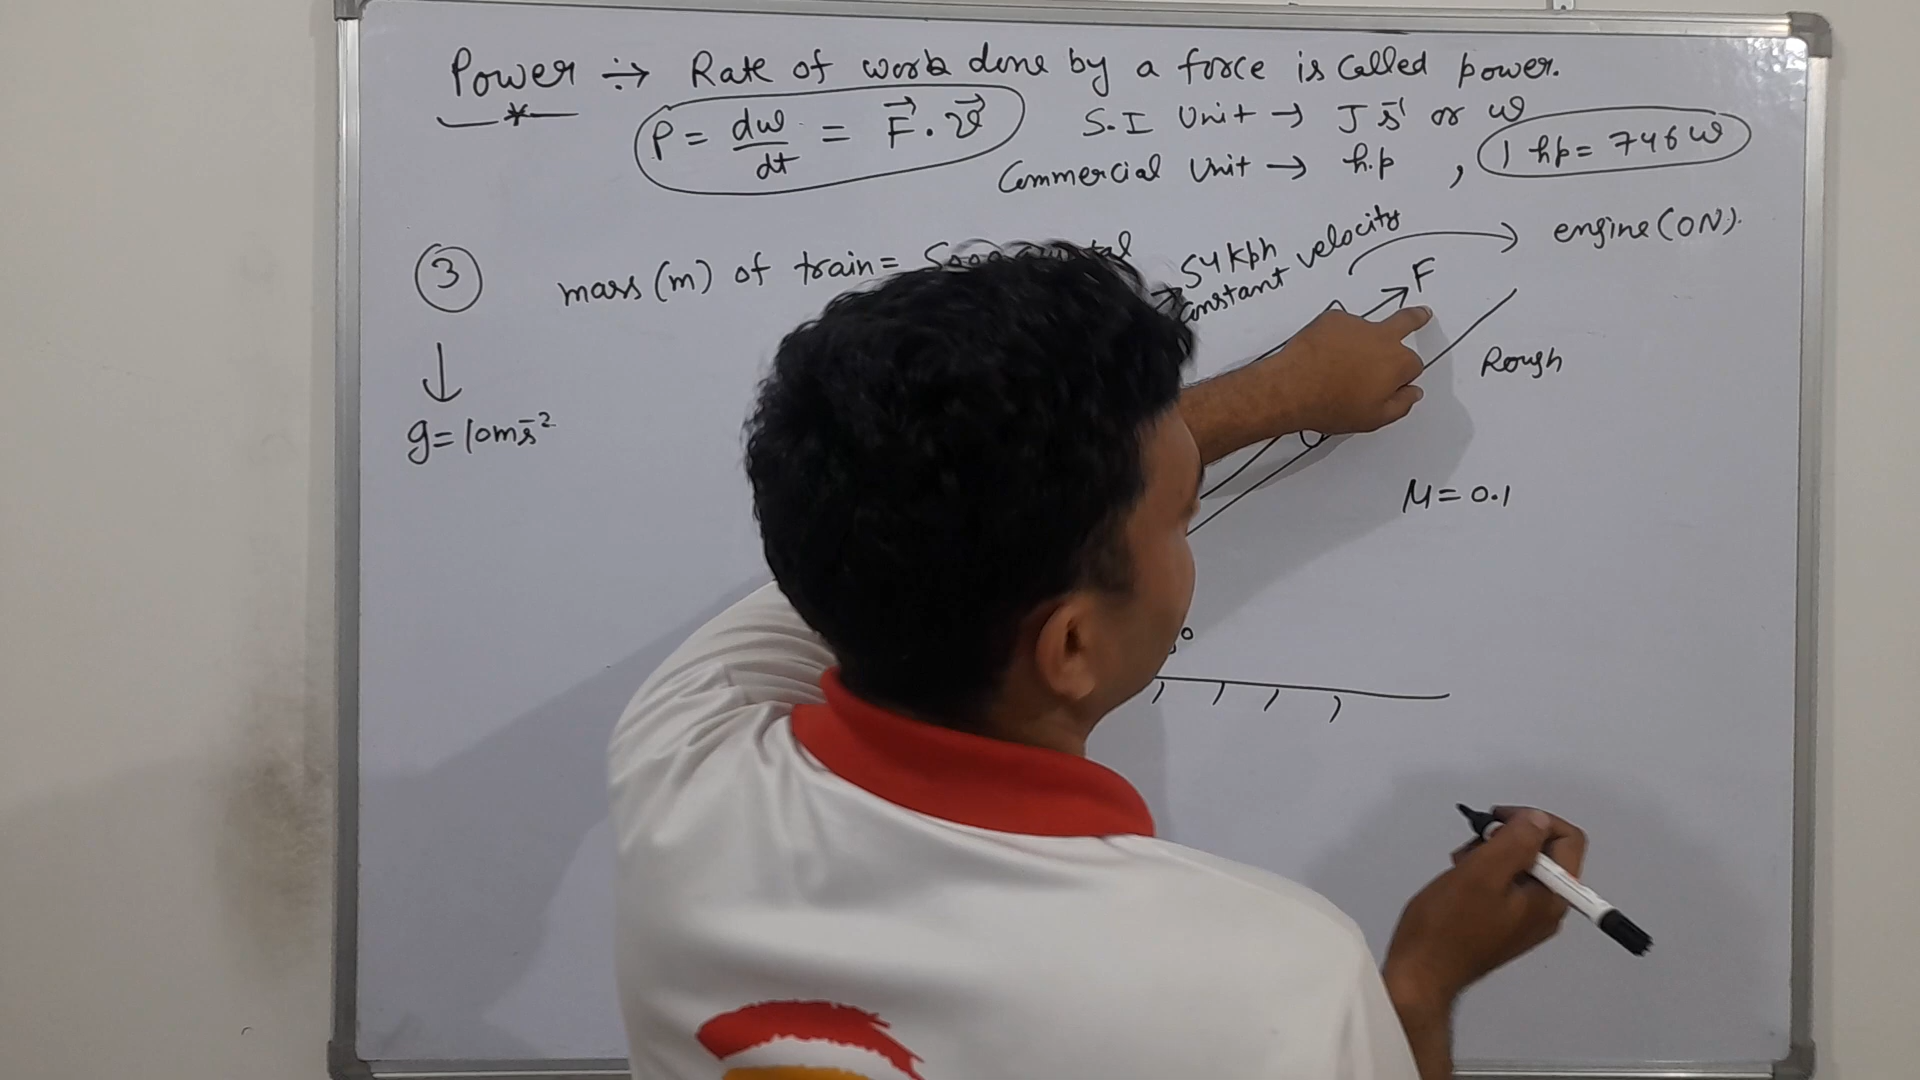 Power ÷→ Rate of work done by a force is called power.
P = dw/dt = F⃗ . v⃗
S.I Unit → J s⁻¹ or W
Commercial Unit → h.p , 1 hp = 746 W
③ mass (m) of train =
54 kph
constant velocity
engine (ON).
F
Rough
g = 10 m s⁻²
μ = 0.1